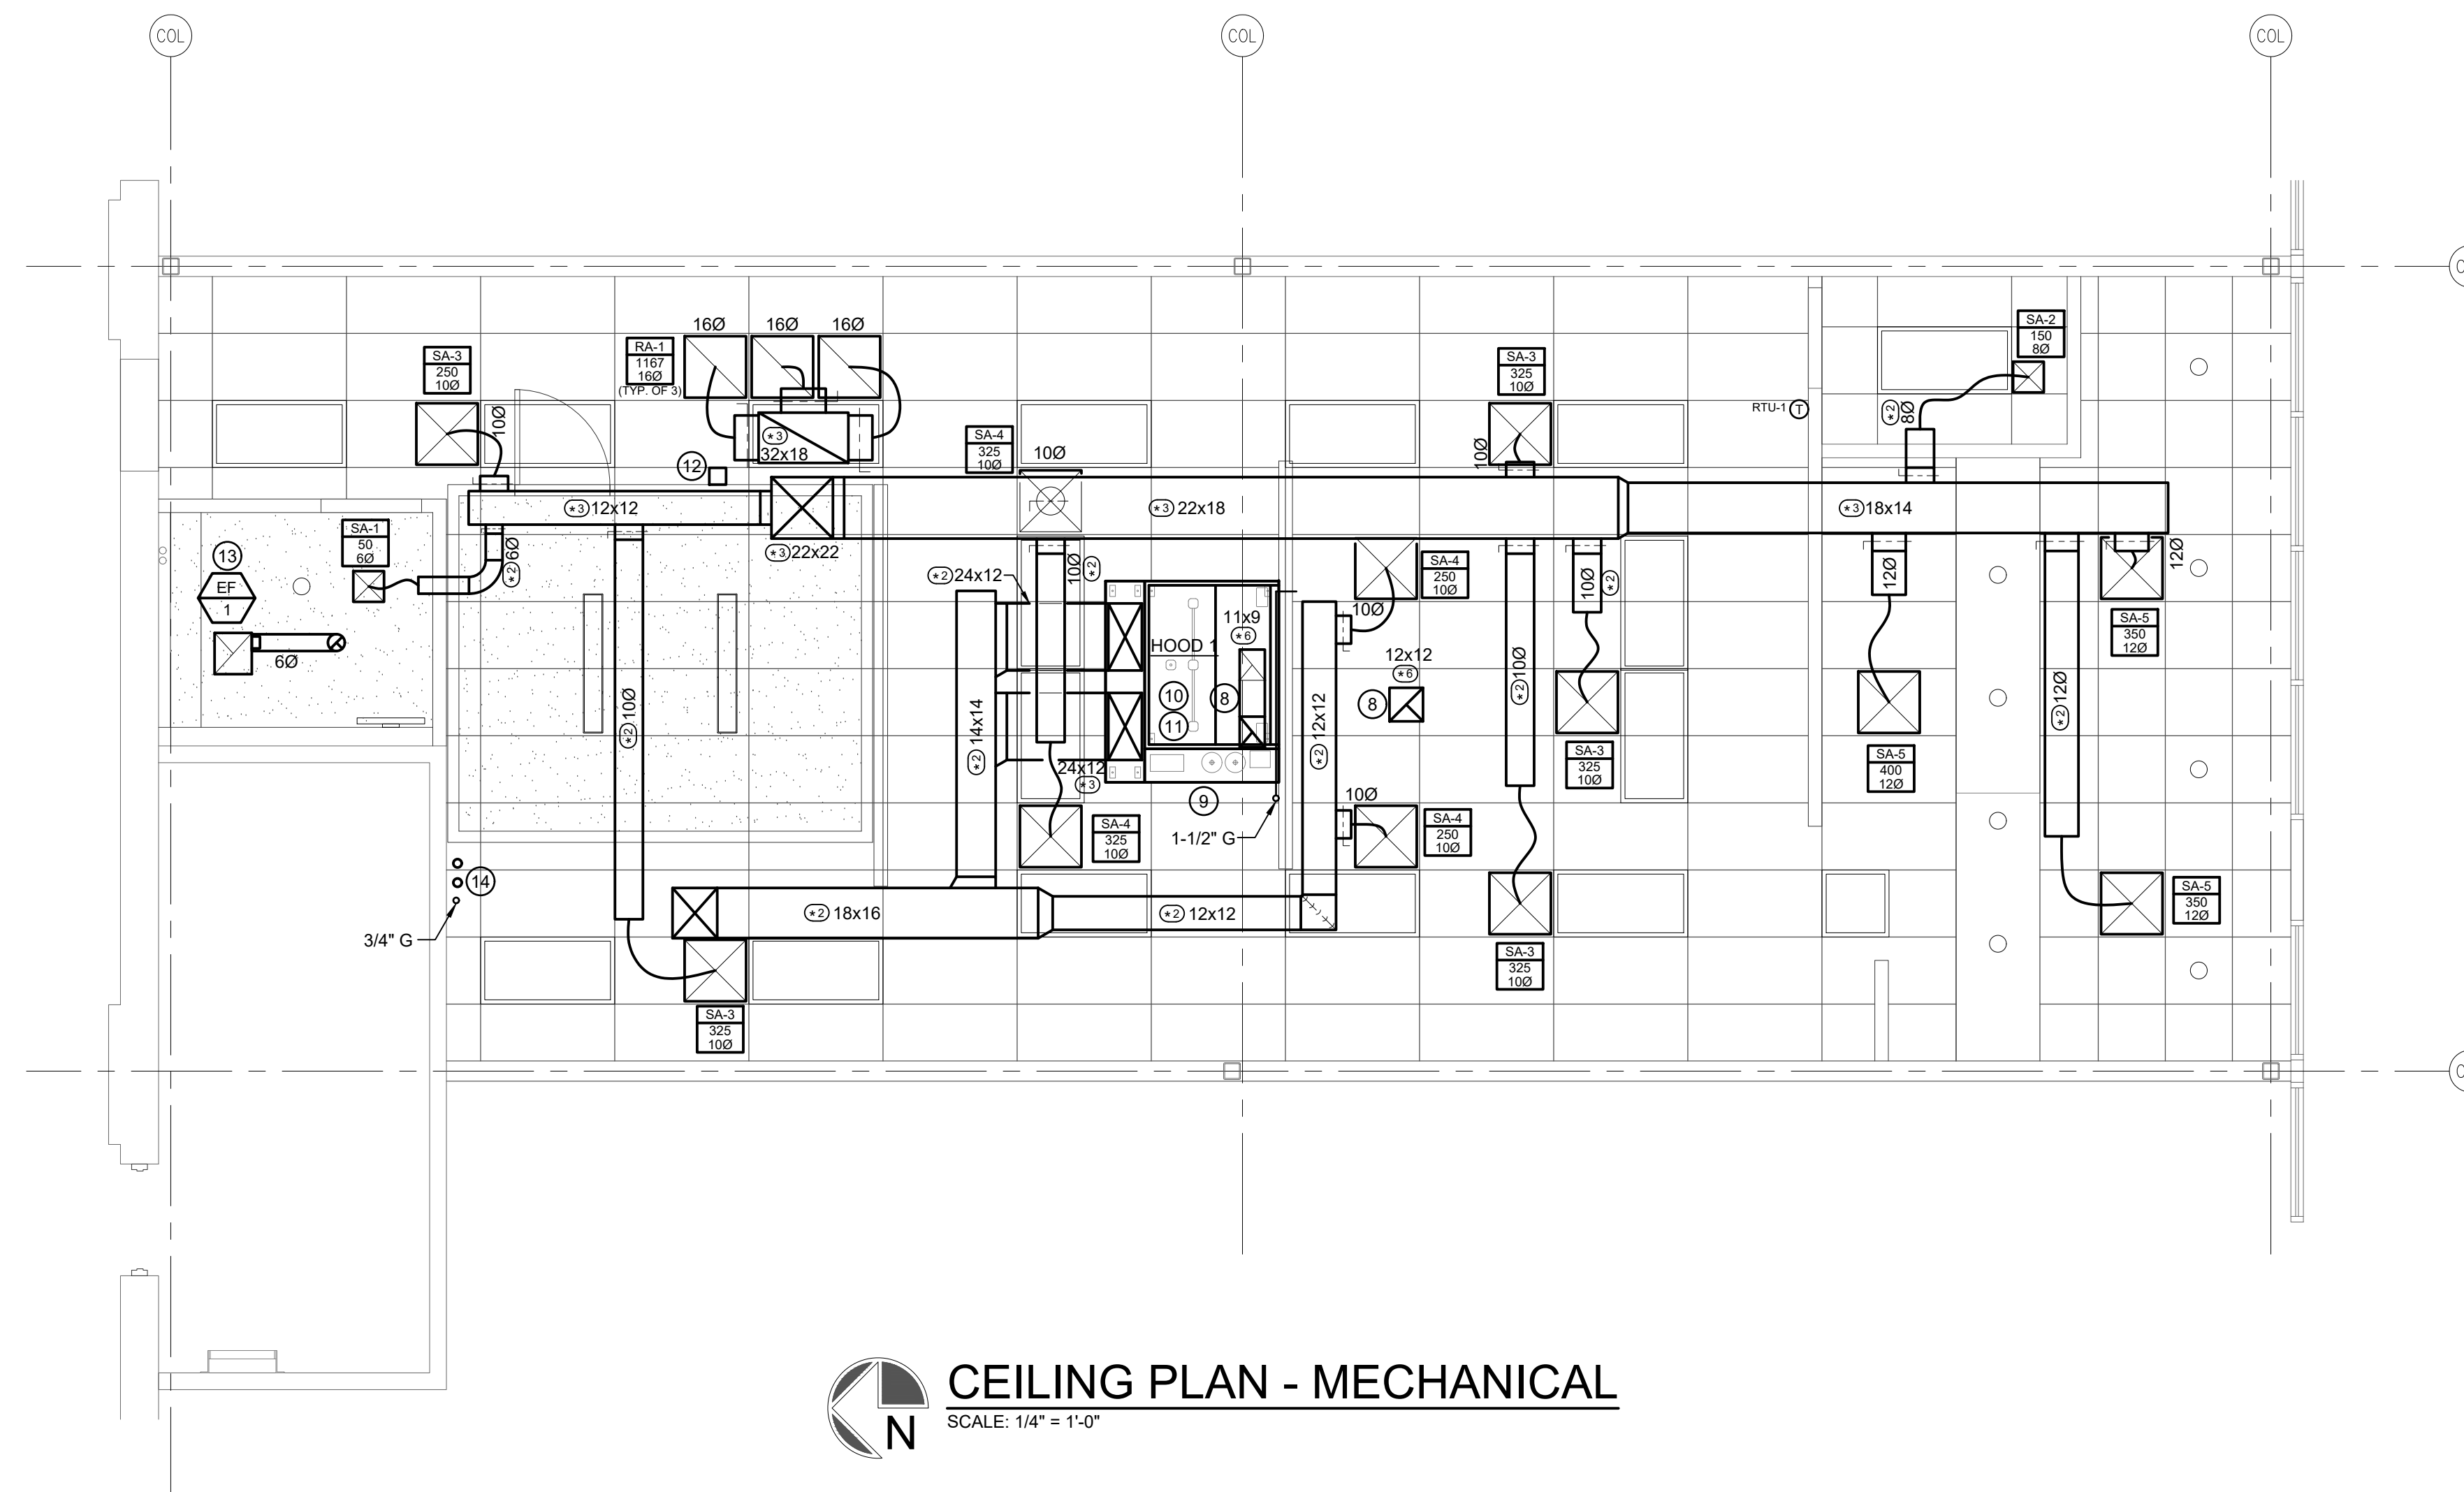 COL
COL
COL
16Ø
16Ø
16Ø
SA-2
150
8Ø
RA-1
1167
16Ø
(TYP. OF 3)
SA-3
250
10Ø
SA-3
325
10Ø
10Ø
RTU-1 T
*2
8Ø
*3
32x18
SA-4
325
10Ø
10Ø
10Ø
12
*3 12x12
*3 22x18
*3 18x14
*3 22x22
SA-1
50
6Ø
13
EF
1
6Ø
*2 6Ø
*2 24x12
10Ø
*2
SA-4
250
10Ø
10Ø
*2
12Ø
12Ø
SA-5
350
12Ø
10Ø
11x9
*6
HOOD 1
12x12
*6
10
11
8
8
*2 10Ø
*2 14x14
*2 12x12
*2 10Ø
*2 12Ø
24x12
*3
9
10Ø
1-1/2" G
SA-3
325
10Ø
SA-5
400
12Ø
SA-4
325
10Ø
SA-4
250
10Ø
14
3/4" G
*2 18x16
*2 12x12
SA-5
350
12Ø
SA-3
325
10Ø
SA-3
325
10Ø
CEILING PLAN - MECHANICAL
SCALE: 1/4" = 1'-0"
N